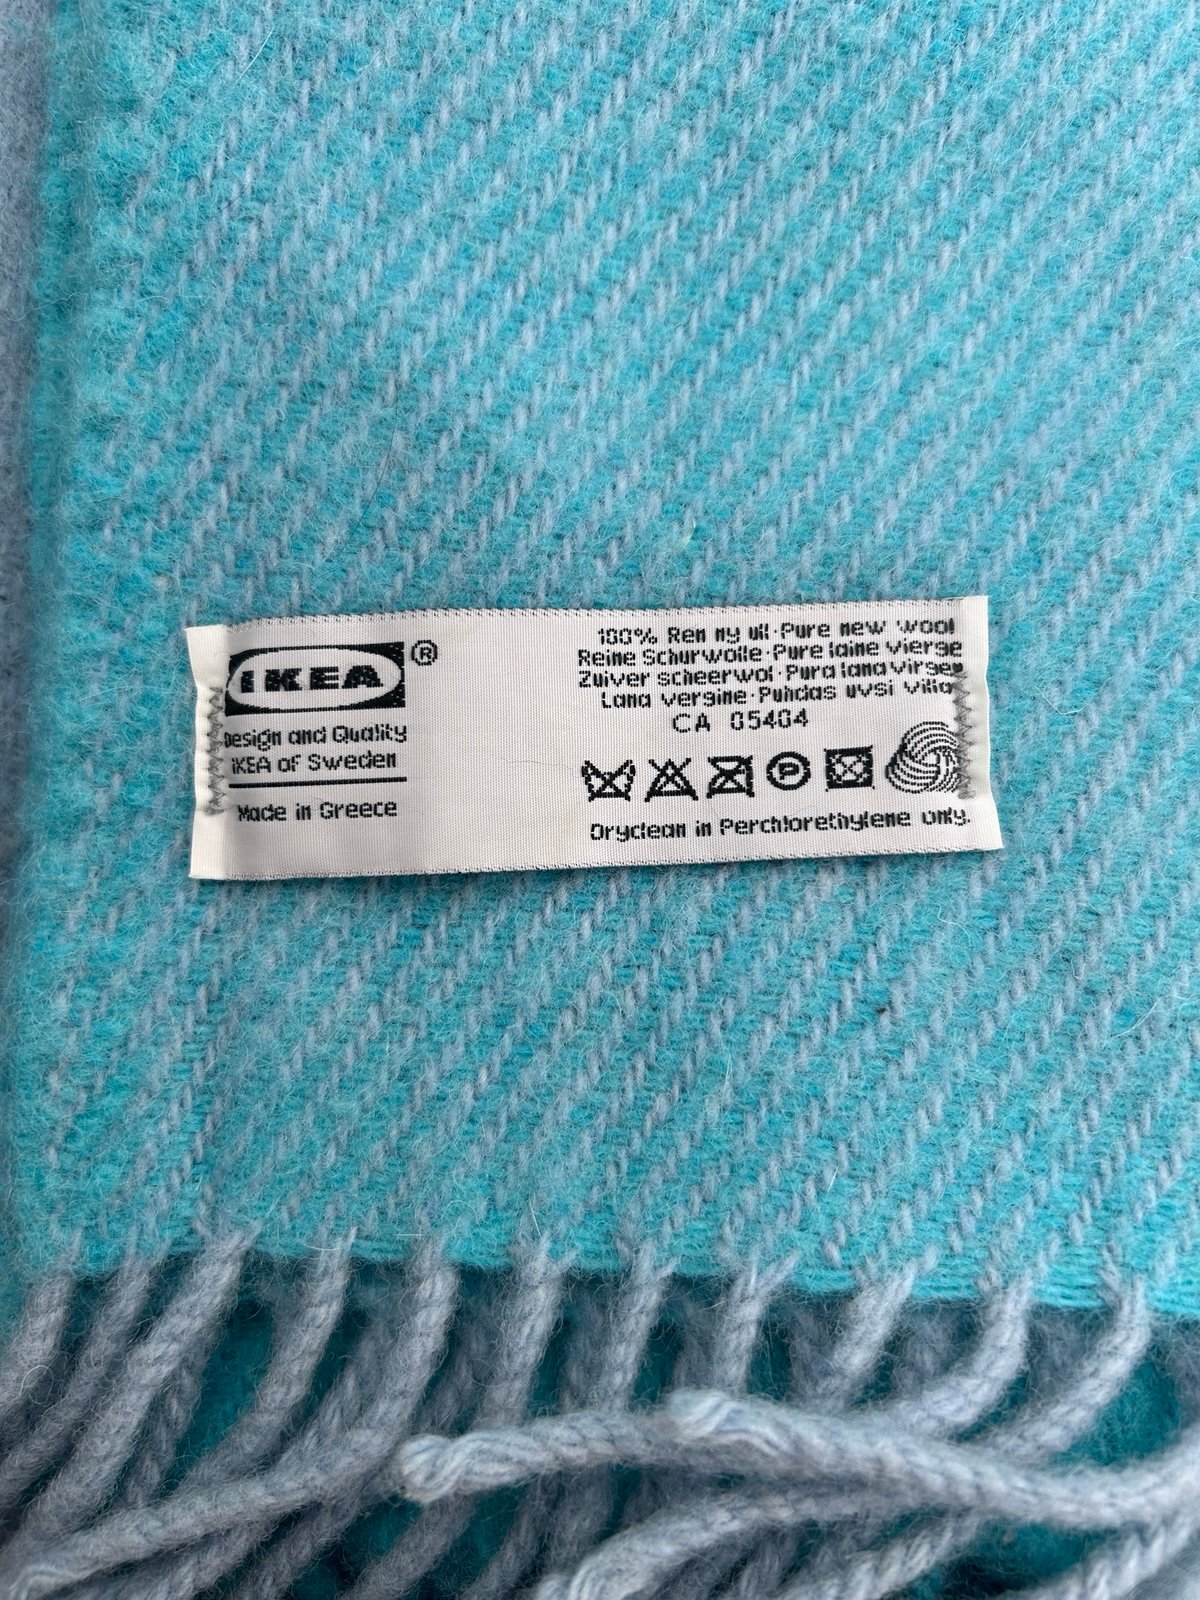 IKEA®
Design and Quality
IKEA of Sweden
Made in Greece
100% Ren ny ull·Pure new wool
Reine Schurwolle·Pure laine vierge
Zuiver scheerwol·Pura lana virgen
Lana vergine·Puhdas uvsi villa
CA 05404
P
Dryclean in Perchlorethylene only.